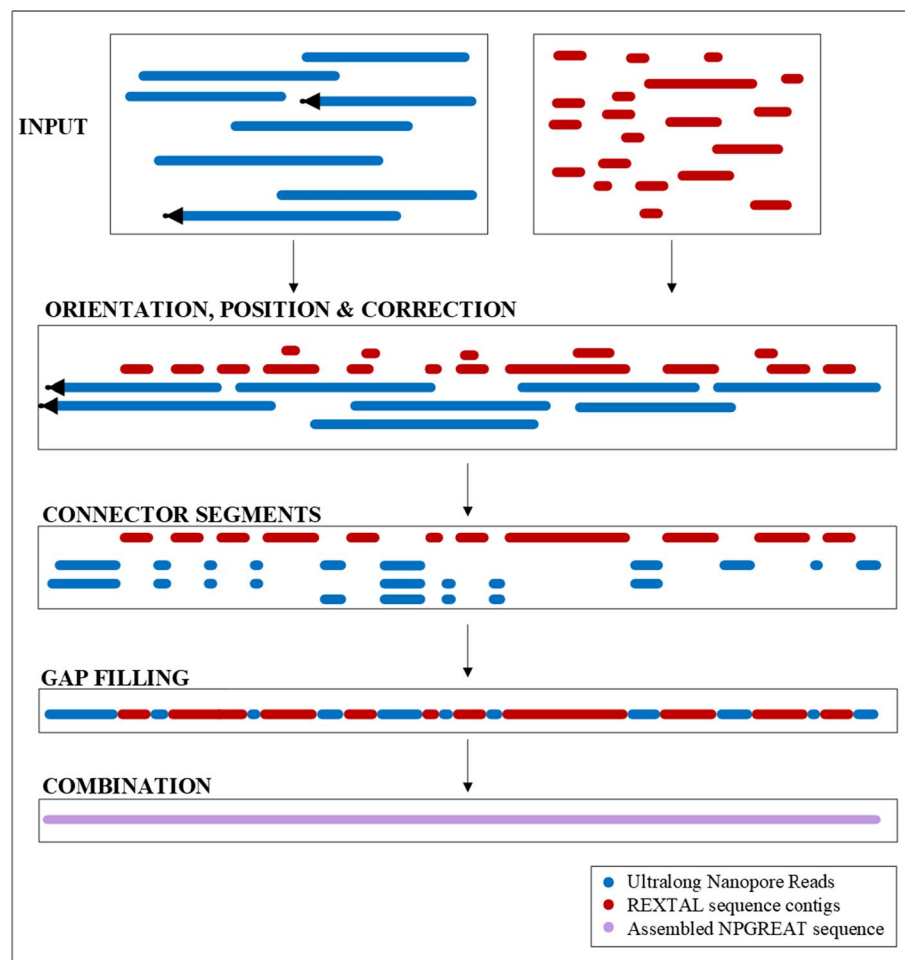 INPUT
ORIENTATION, POSITION & CORRECTION
CONNECTOR SEGMENTS
GAP FILLING
COMBINATION
Ultralong Nanopore Reads
REXTAL sequence contigs
Assembled NPGREAT sequence